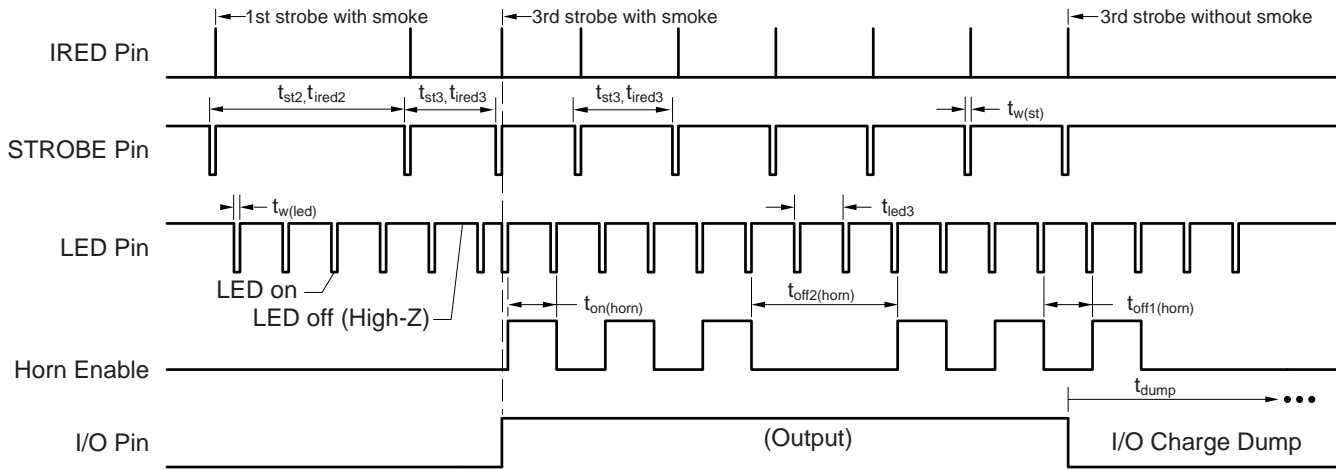 1st strobe with smoke
3rd strobe with smoke
3rd strobe without smoke
IRED Pin
tst2,tired2
tst3,tired3
tst3,tired3
tw(st)
STROBE Pin
tw(led)
tled3
LED Pin
LED on
LED off (High-Z)
ton(horn)
toff2(horn)
toff1(horn)
Horn Enable
tdump
I/O Pin
(Output)
I/O Charge Dump